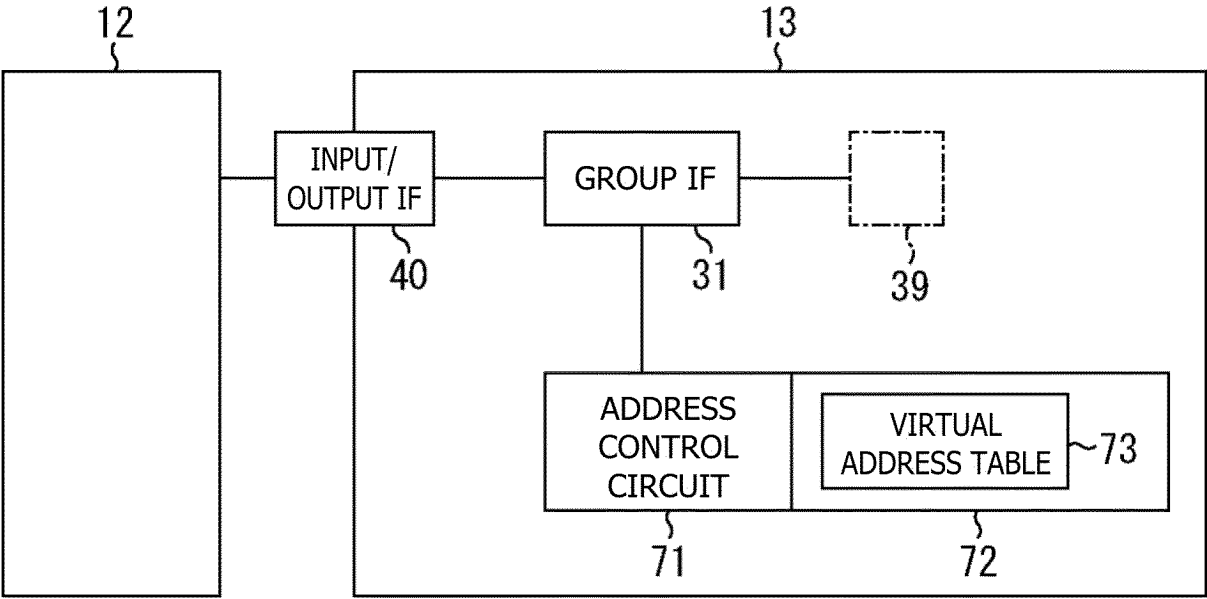 12
13
INPUT/
OUTPUT IF
GROUP IF
40
31
39
ADDRESS
CONTROL
CIRCUIT
VIRTUAL
ADDRESS TABLE
73
71
72